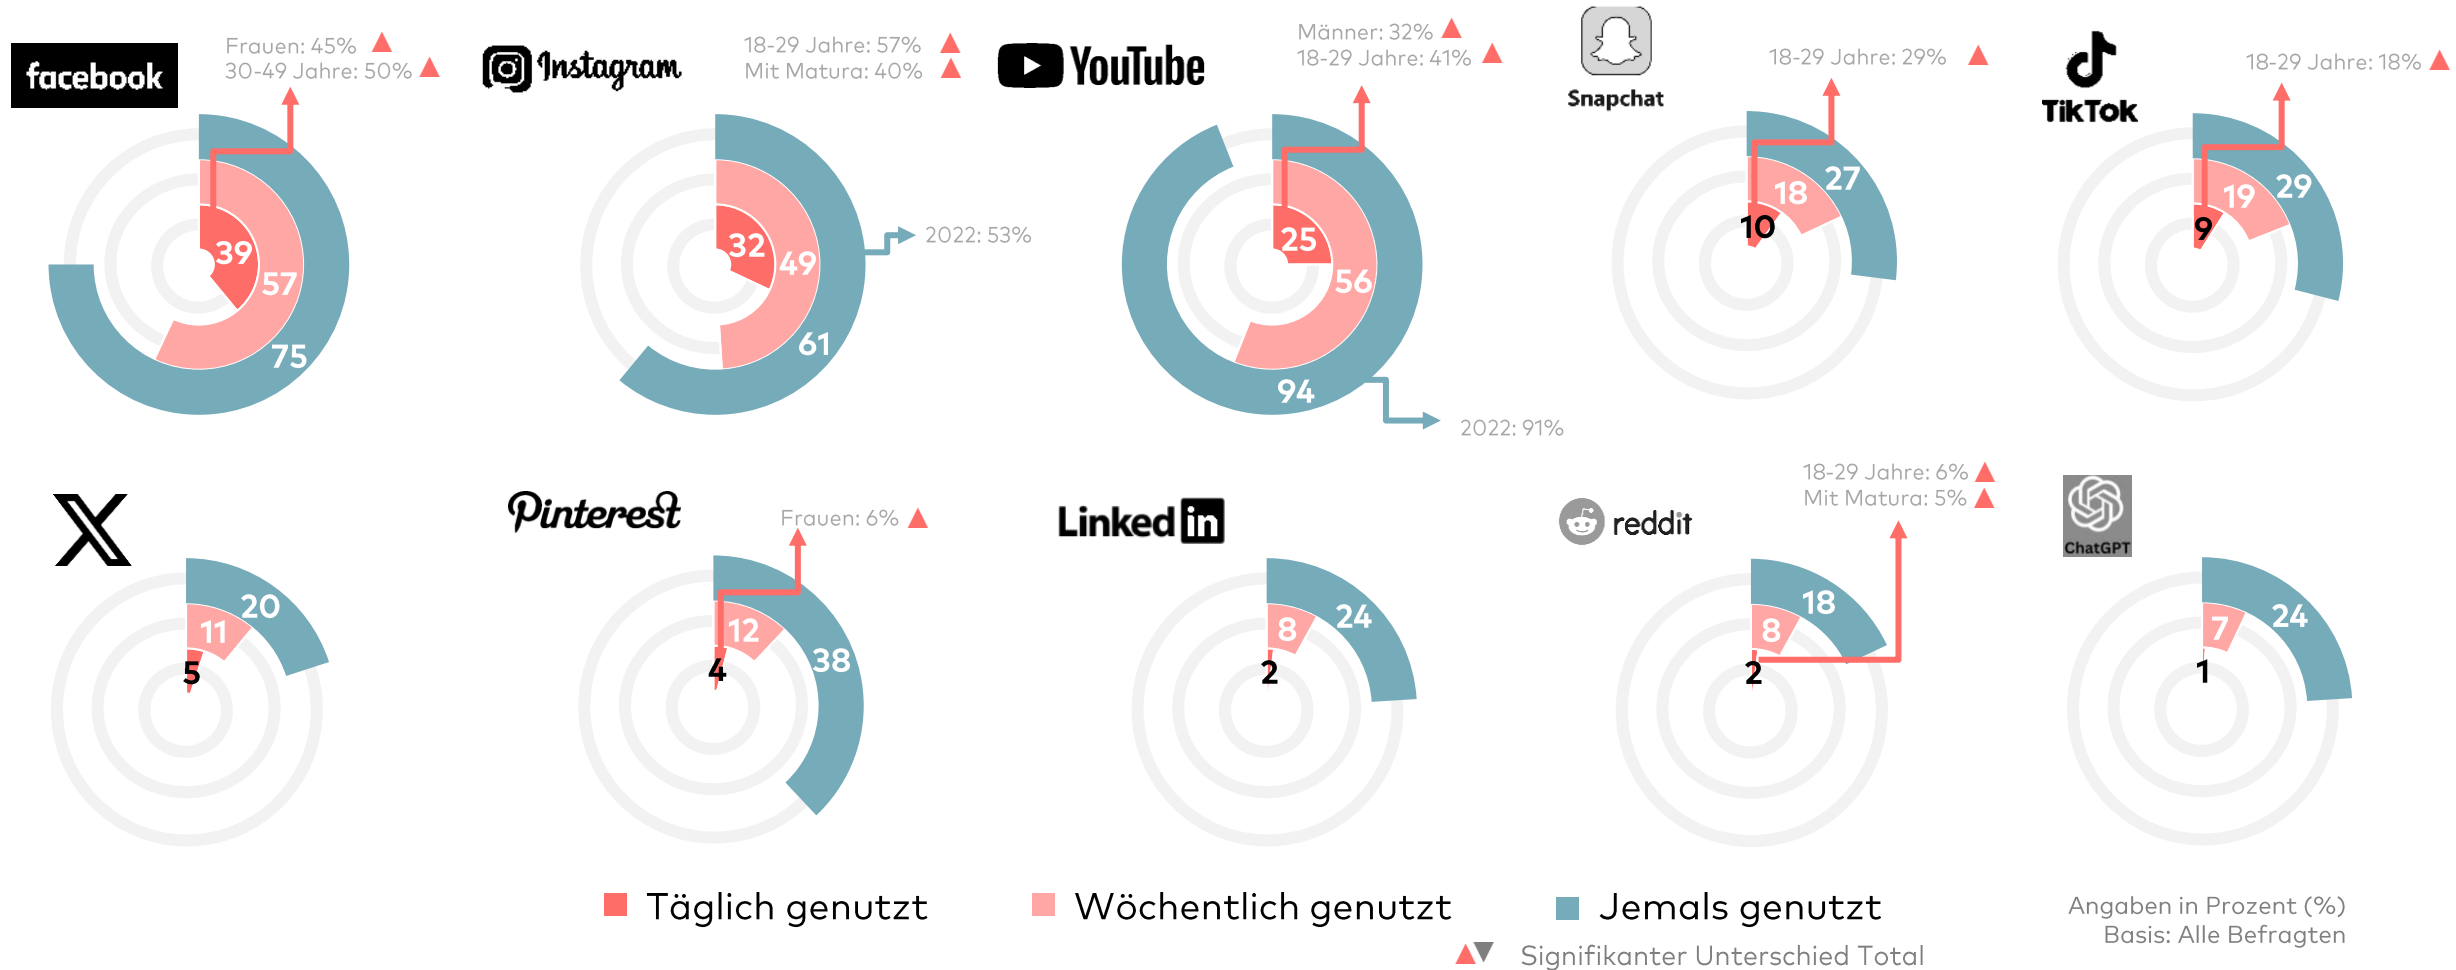 facebook
Frauen: 45%
30-49 Jahre: 50%
39
57
75
Instagram
18-29 Jahre: 57%
Mit Matura: 40%
32
49
61
2022: 53%
YouTube
Männer: 32%
18-29 Jahre: 41%
25
56
94
2022: 91%
Snapchat
18-29 Jahre: 29%
10
18
27
TikTok
18-29 Jahre: 18%
9
19
29
X
5
11
20
Pinterest
Frauen: 6%
4
12
38
Linked in
2
8
24
reddit
18-29 Jahre: 6%
Mit Matura: 5%
2
8
18
ChatGPT
1
7
24
Täglich genutzt
Wöchentlich genutzt
Jemals genutzt
Signifikanter Unterschied Total
Angaben in Prozent (%)
Basis: Alle Befragten